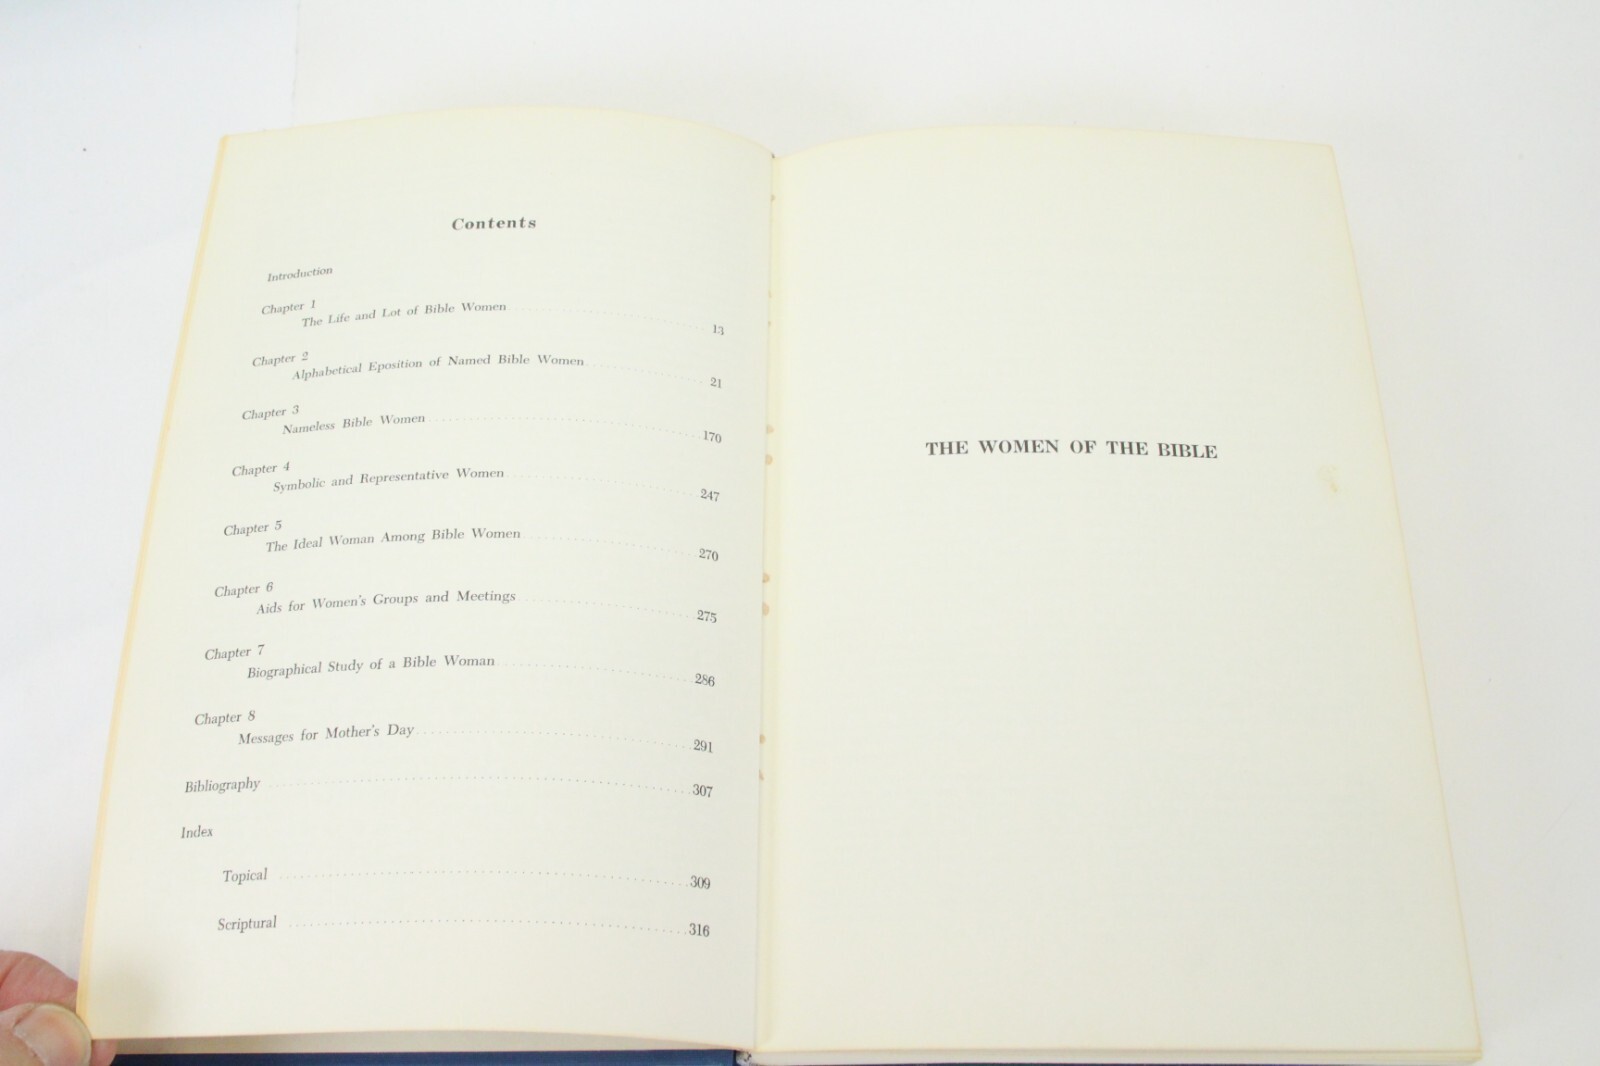 Contents
Introduction
Chapter 1
The Life and Lot of Bible Women 13
Chapter 2
Alphabetical Eposition of Named Bible Women 21
Chapter 3
Nameless Bible Women 170
Chapter 4
Symbolic and Representative Women 247
Chapter 5
The Ideal Woman Among Bible Women 270
Chapter 6
Aids for Women's Groups and Meetings 275
Chapter 7
Biographical Study of a Bible Woman 286
Chapter 8
Messages for Mother's Day 291
Bibliography 307
Index
Topical 309
Scriptural 316
THE WOMEN OF THE BIBLE